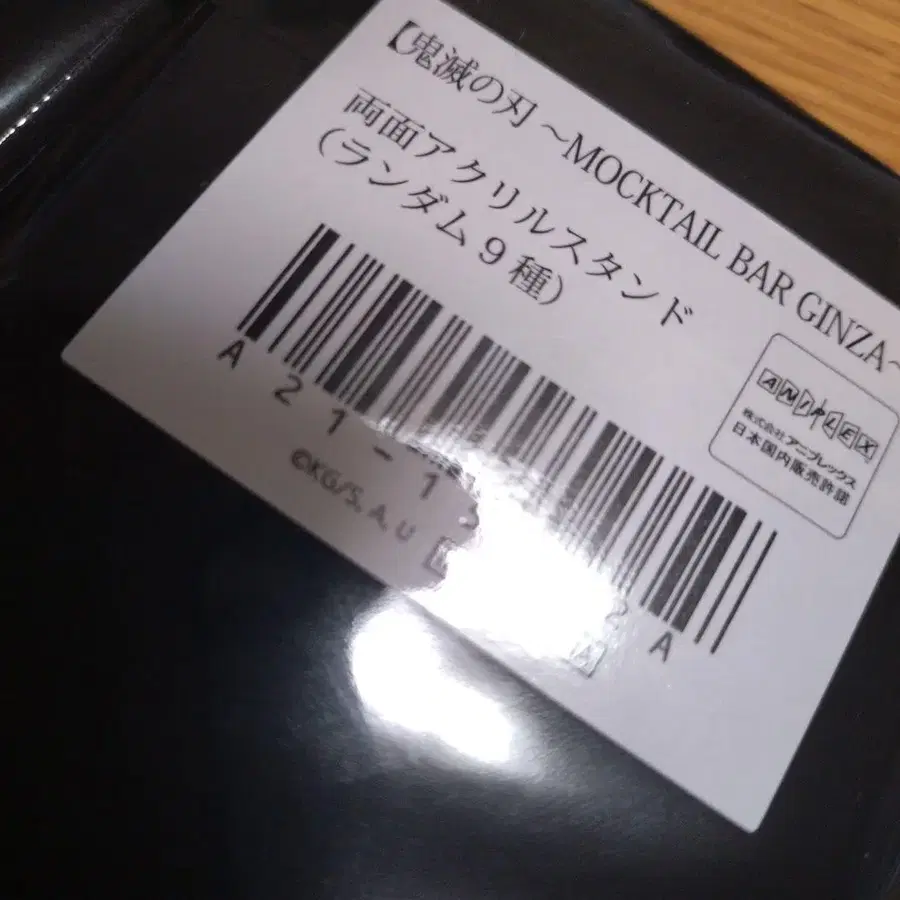 【鬼滅の刃 ~MOCKTAIL BAR GINZA~
両面アクリルスタンド
(ランダム9種)
ANIPLEX
株式会社アニプレックス
日本国内販売許諾
©KG/S, A, U